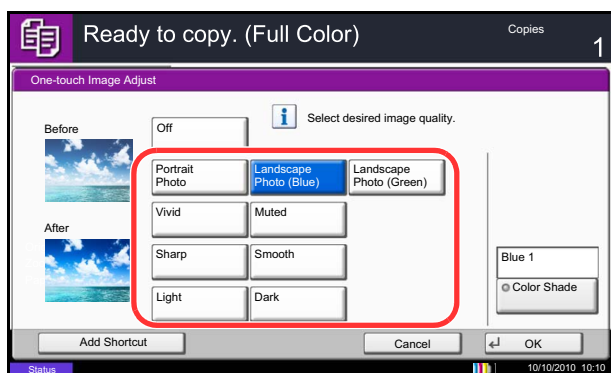 Ready to copy. (Full Color)
Copies
1
One-touch Image Adjust
Select desired image quality.
Before
Off
Portrait
Photo
Landscape
Photo (Blue)
Landscape
Photo (Green)
Vivid
Muted
After
Sharp
Smooth
Blue 1
Color Shade
Light
Dark
Add Shortcut
Cancel
OK
Status
10/10/2010 10:10